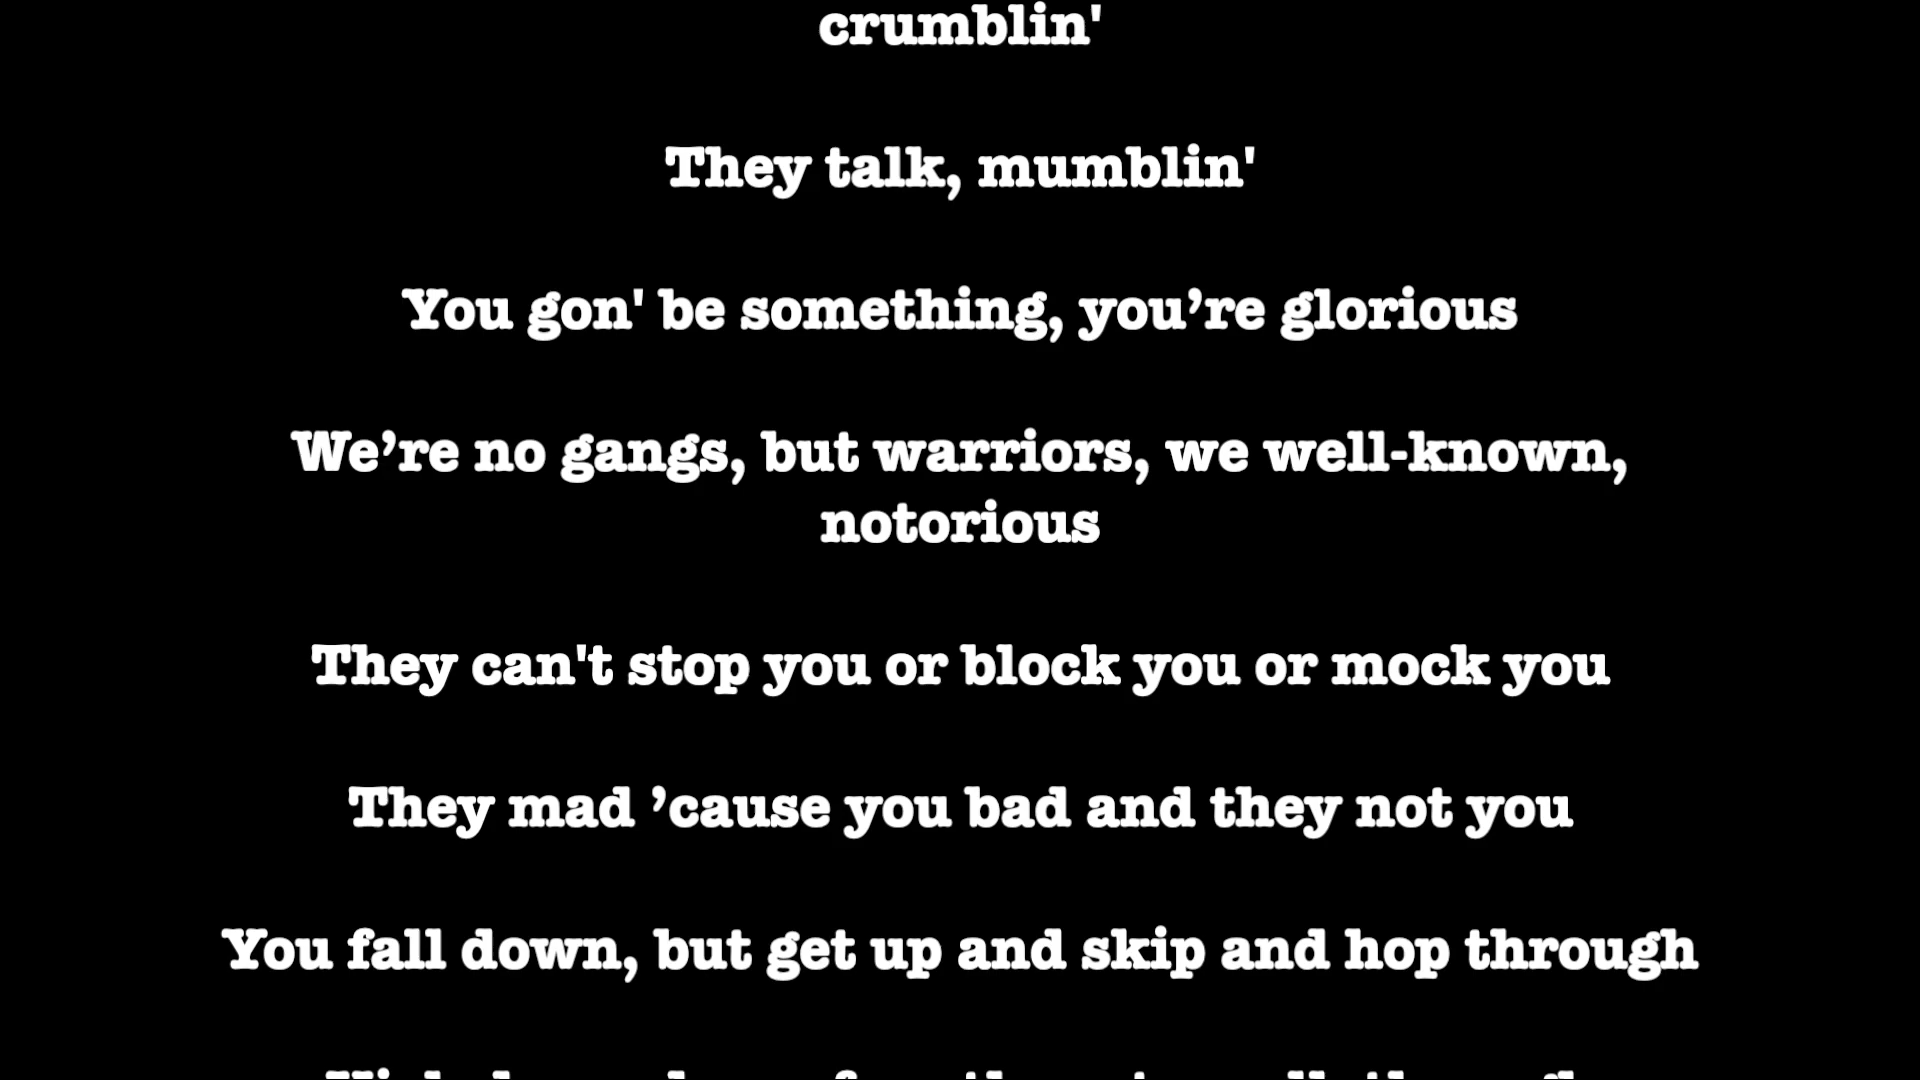 crumblin'
They talk, mumblin'
You gon' be something, you’re glorious
We’re no gangs, but warriors, we well-known,
notorious
They can't stop you or block you or mock you
They mad ’cause you bad and they not you
You fall down, but get up and skip and hop through